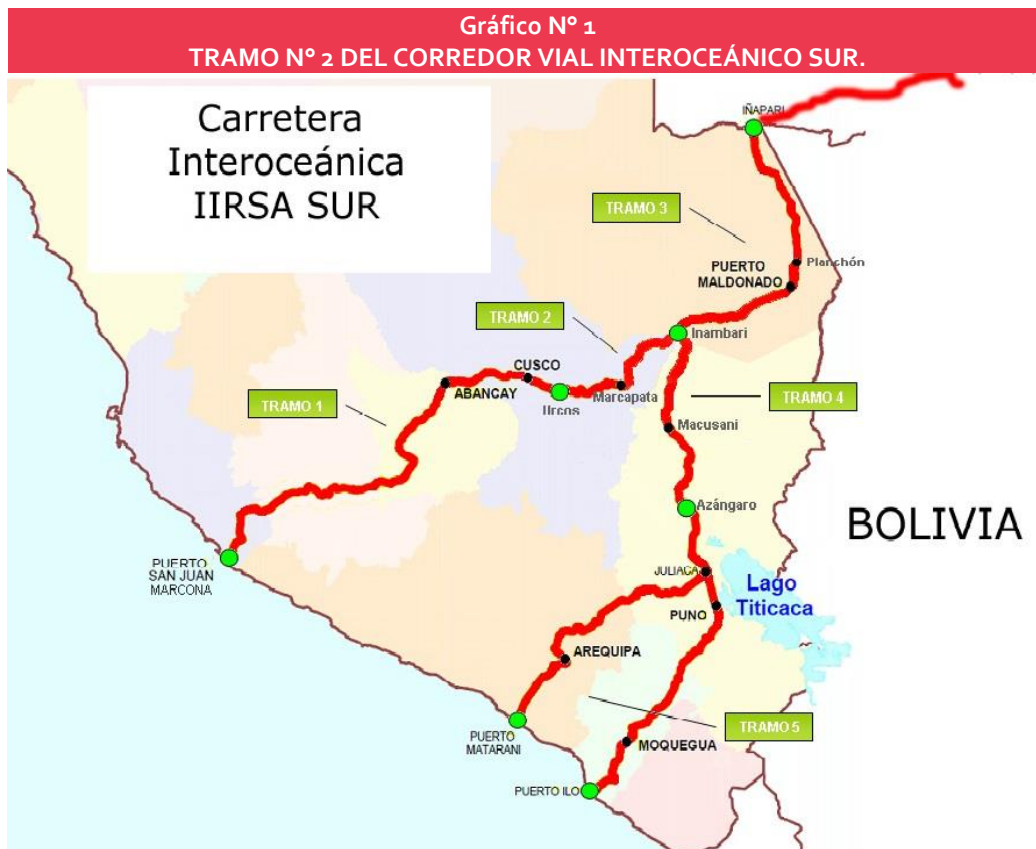 Gráfico N° 1
TRAMO N° 2 DEL CORREDOR VIAL INTEROCEÁNICO SUR.
Carretera
Interoceánica
IIRSA SUR
IÑAPARI
TRAMO 3
Planchón
PUERTO
MALDONADO
TRAMO 2
Inambari
CUSCO
ABANCAY
Urcos
Marcapata
TRAMO 1
TRAMO 4
Macusani
Azángaro
BOLIVIA
PUERTO
SAN JUAN
MARCONA
JULIACA
Lago
Titicaca
PUNO
AREQUIPA
TRAMO 5
PUERTO
MATARANI
MOQUEGUA
PUERTO ILO